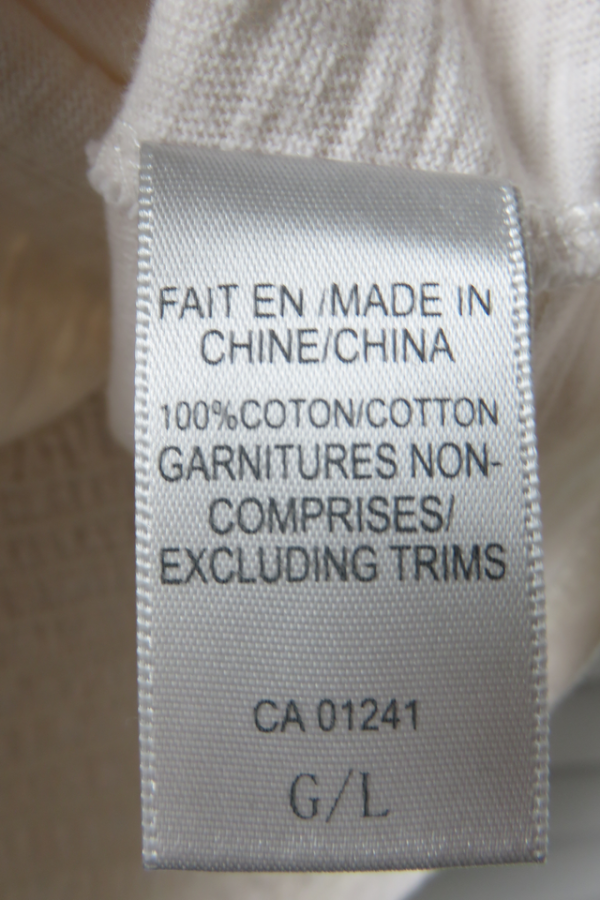 FAIT EN /MADE IN
CHINE/CHINA
100%COTON/COTTON
GARNITURES NON-
COMPRISES/
EXCLUDING TRIMS
CA 01241
G/L